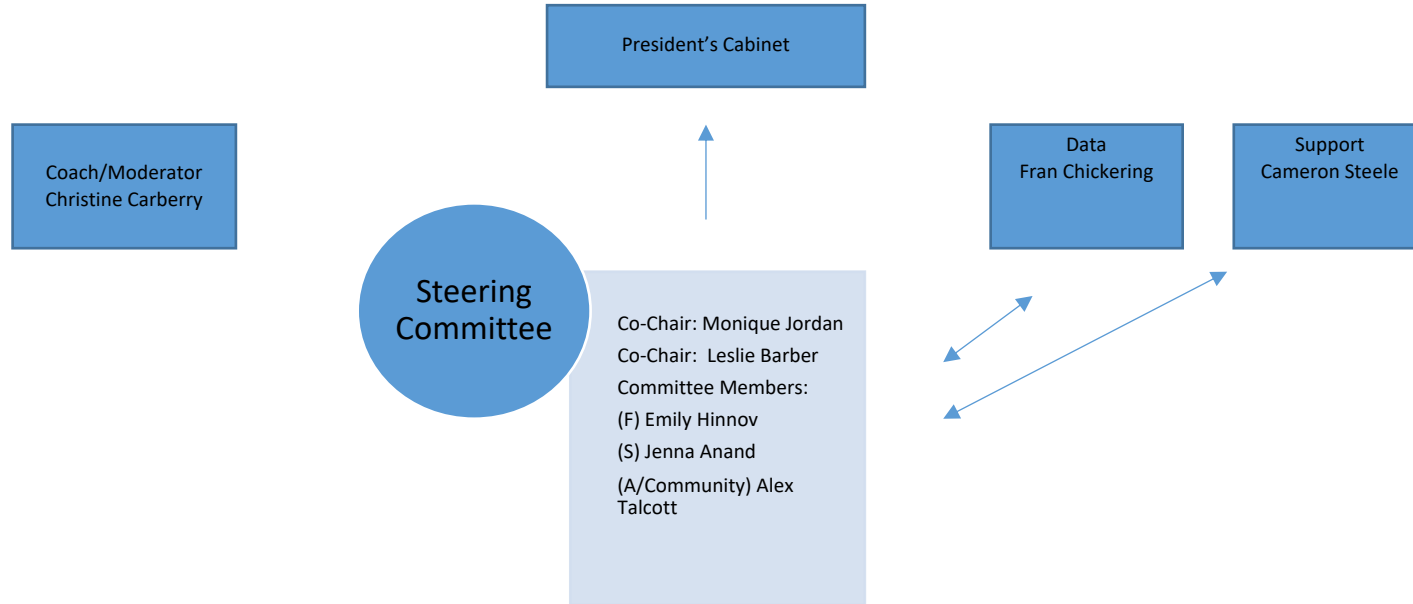 President’s Cabinet
Coach/Moderator
Christine Carberry
Data
Fran Chickering
Support
Cameron Steele
Steering
Committee
Co-Chair: Monique Jordan
Co-Chair:  Leslie Barber
Committee Members:
(F) Emily Hinnov
(S) Jenna Anand
(A/Community) Alex
Talcott